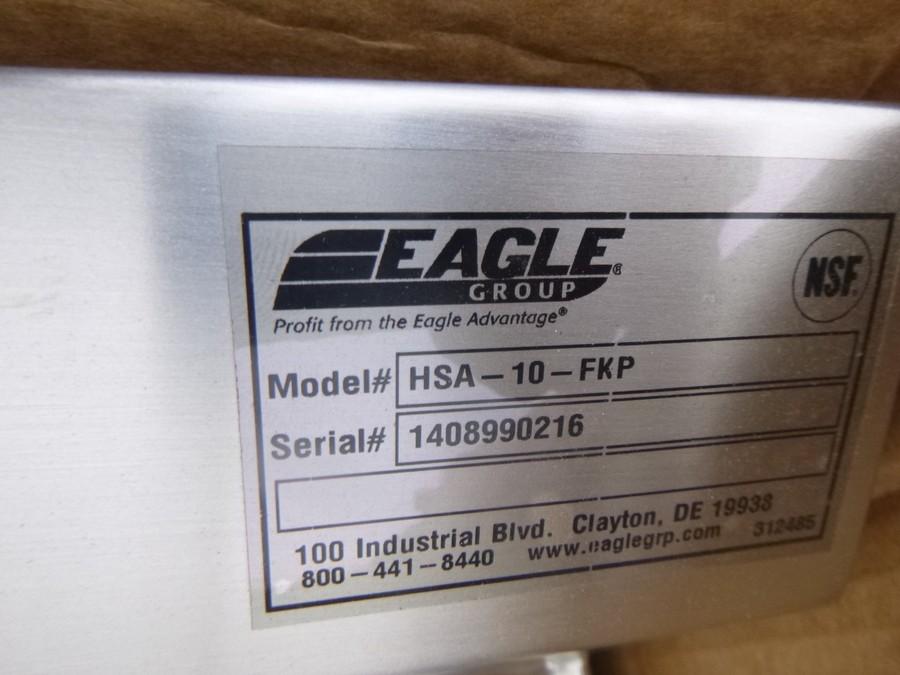 EAGLE®
GROUP
NSF®
Profit from the Eagle Advantage®
Model# HSA-10-FKP
Serial# 1408990216
100 Industrial Blvd. Clayton, DE 19938
800-441-8440 www.eaglegrp.com 312485